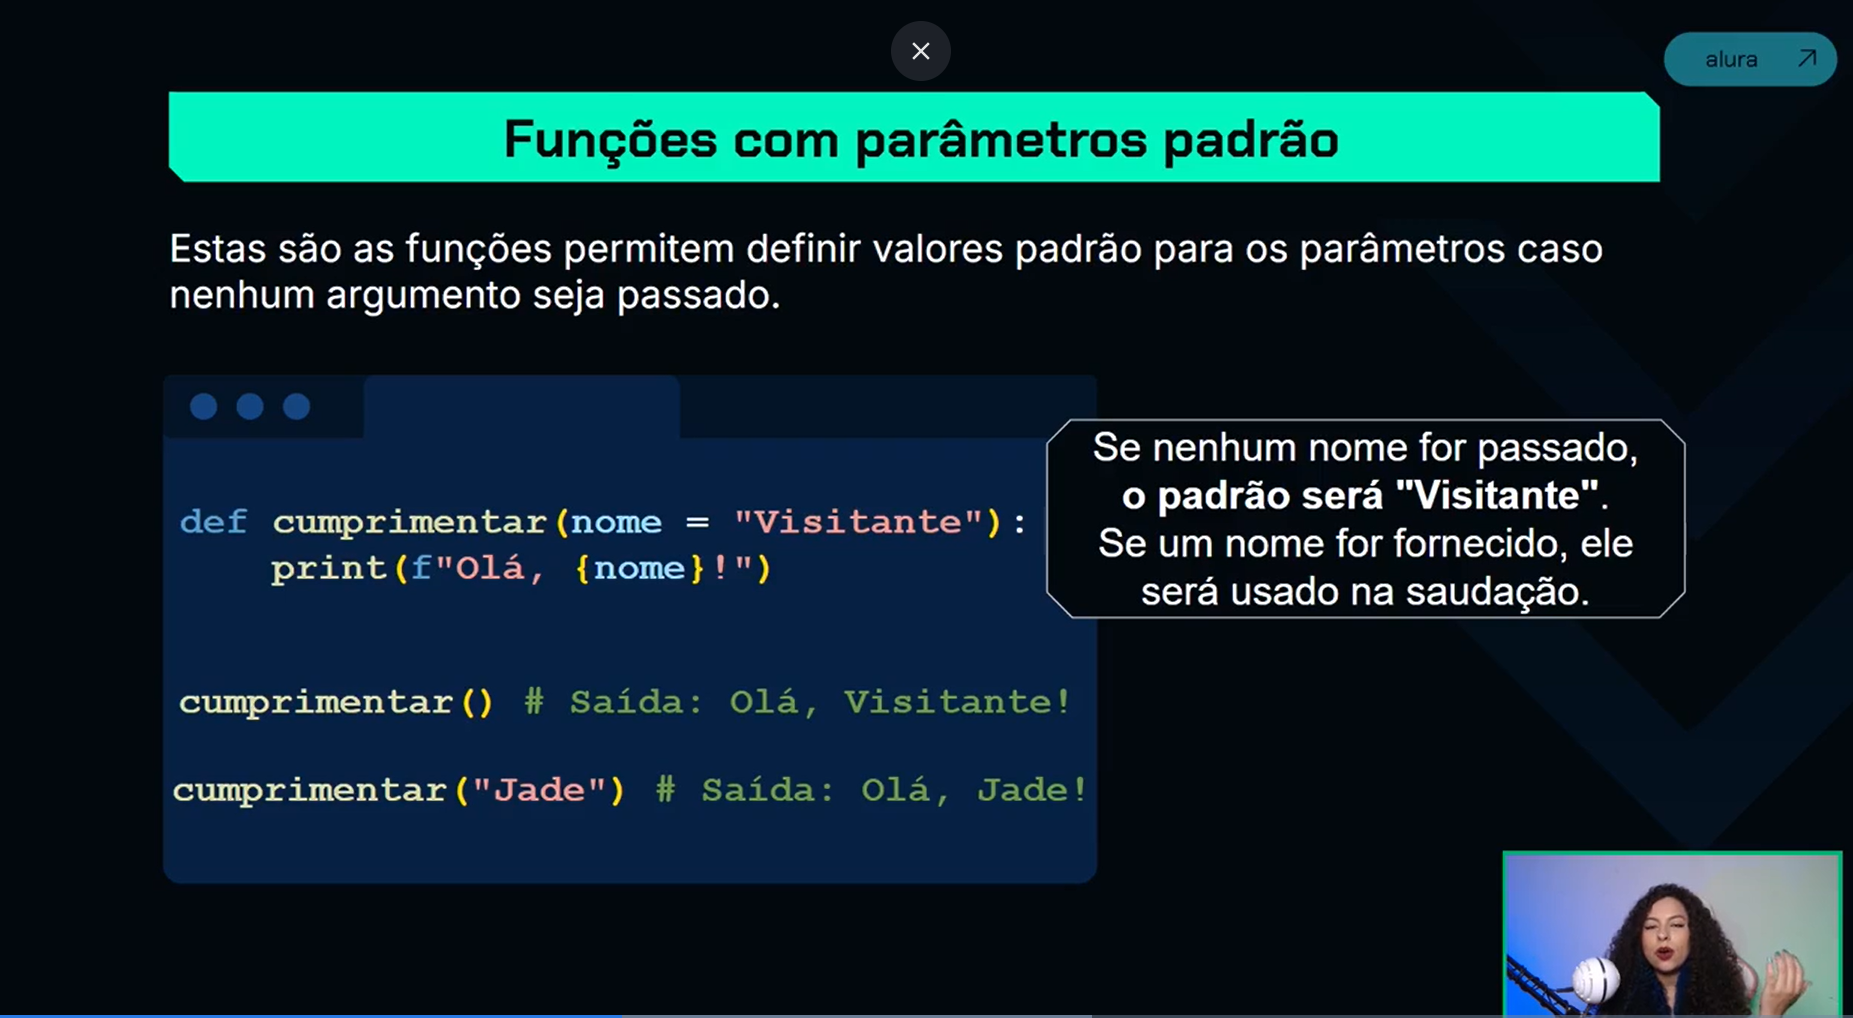 alura
Funções com parâmetros padrão
Estas são as funções permitem definir valores padrão para os parâmetros caso
nenhum argumento seja passado.
def cumprimentar(nome = "Visitante"):
    print(f"Olá, {nome}!")
Se nenhum nome for passado,
o padrão será "Visitante".
Se um nome for fornecido, ele
será usado na saudação.
cumprimentar() # Saída: Olá, Visitante!
cumprimentar("Jade") # Saída: Olá, Jade!